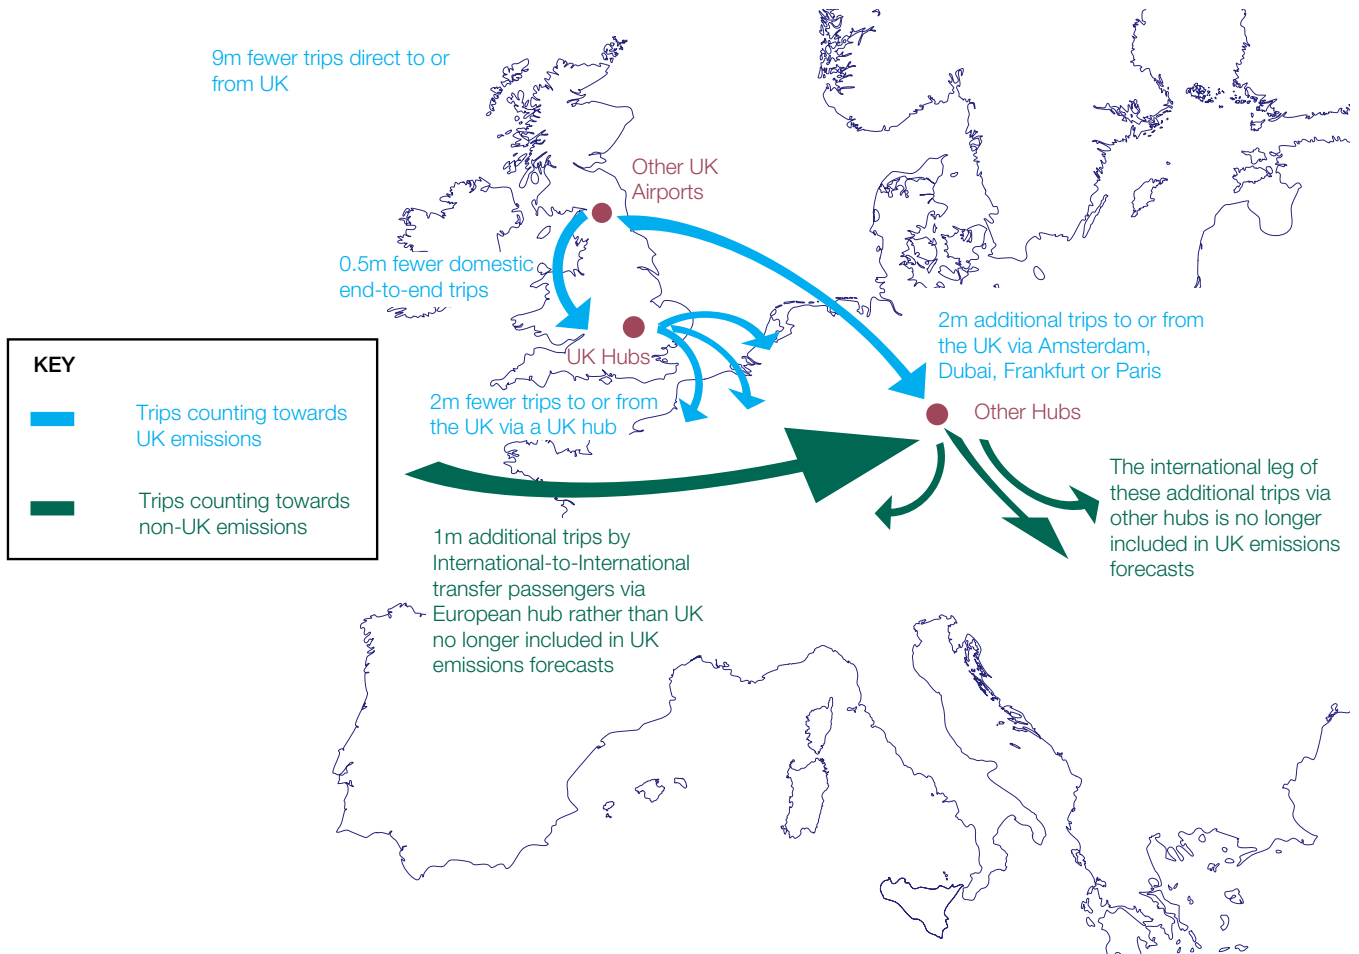 9m fewer trips direct to or
from UK
Other UK
Airports
0.5m fewer domestic
end-to-end trips
UK Hubs
2m additional trips to or from
the UK via Amsterdam,
Dubai, Frankfurt or Paris
KEY
Trips counting towards
UK emissions
Trips counting towards
non-UK emissions
2m fewer trips to or from
the UK via a UK hub
Other Hubs
The international leg of
these additional trips via
other hubs is no longer
included in UK emissions
forecasts
1m additional trips by
International-to-International
transfer passengers via
European hub rather than UK
no longer included in UK
emissions forecasts